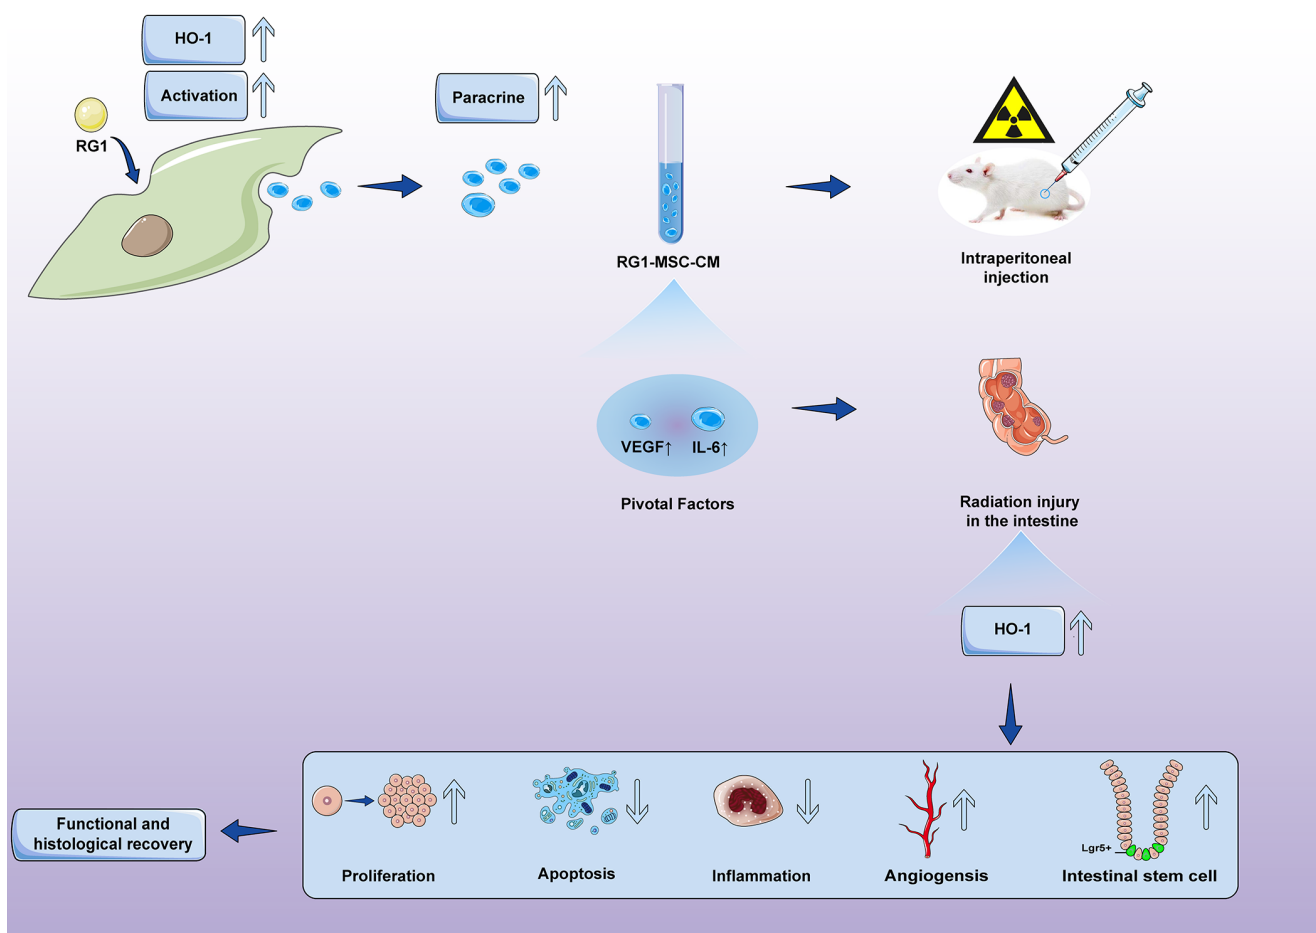 HO-1
Activation
RG1
Paracrine
RG1-MSC-CM
Intraperitoneal
injection
VEGF↑ IL-6↑
Pivotal Factors
Radiation injury
in the intestine
HO-1
Lgr5+
Proliferation
Apoptosis
Inflammation
Angiogensis
Intestinal stem cell
Functional and
histological recovery